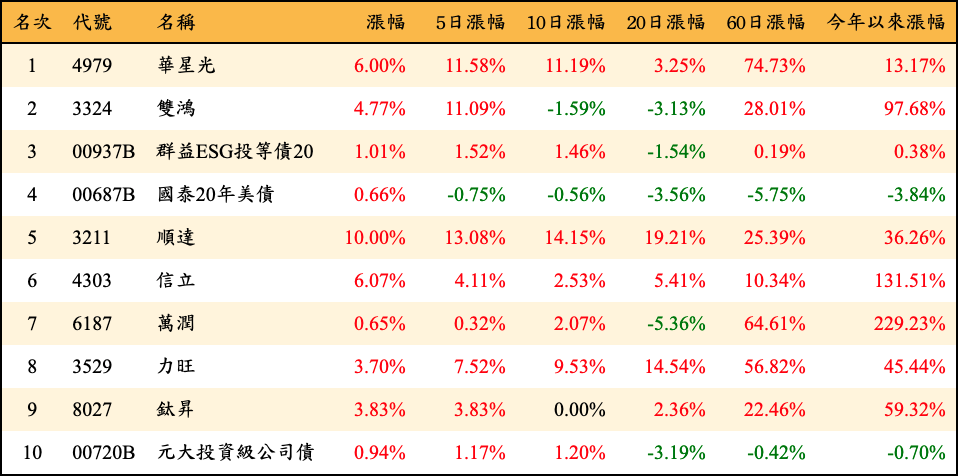 名次 代號 名稱 漲幅 5日漲幅 10日漲幅 20日漲幅 60日漲幅 今年以來漲幅
1 4979 華星光 6.00% 11.58% 11.19% 3.25% 74.73% 13.17%
2 3324 雙鴻 4.77% 11.09% -1.59% -3.13% 28.01% 97.68%
3 00937B 群益ESG投等債20 1.01% 1.52% 1.46% -1.54% 0.19% 0.38%
4 00687B 國泰20年美債 0.66% -0.75% -0.56% -3.56% -5.75% -3.84%
5 3211 順達 10.00% 13.08% 14.15% 19.21% 25.39% 36.26%
6 4303 信立 6.07% 4.11% 2.53% 5.41% 10.34% 131.51%
7 6187 萬潤 0.65% 0.32% 2.07% -5.36% 64.61% 229.23%
8 3529 力旺 3.70% 7.52% 9.53% 14.54% 56.82% 45.44%
9 8027 鈦昇 3.83% 3.83% 0.00% 2.36% 22.46% 59.32%
10 00720B 元大投資級公司債 0.94% 1.17% 1.20% -3.19% -0.42% -0.70%